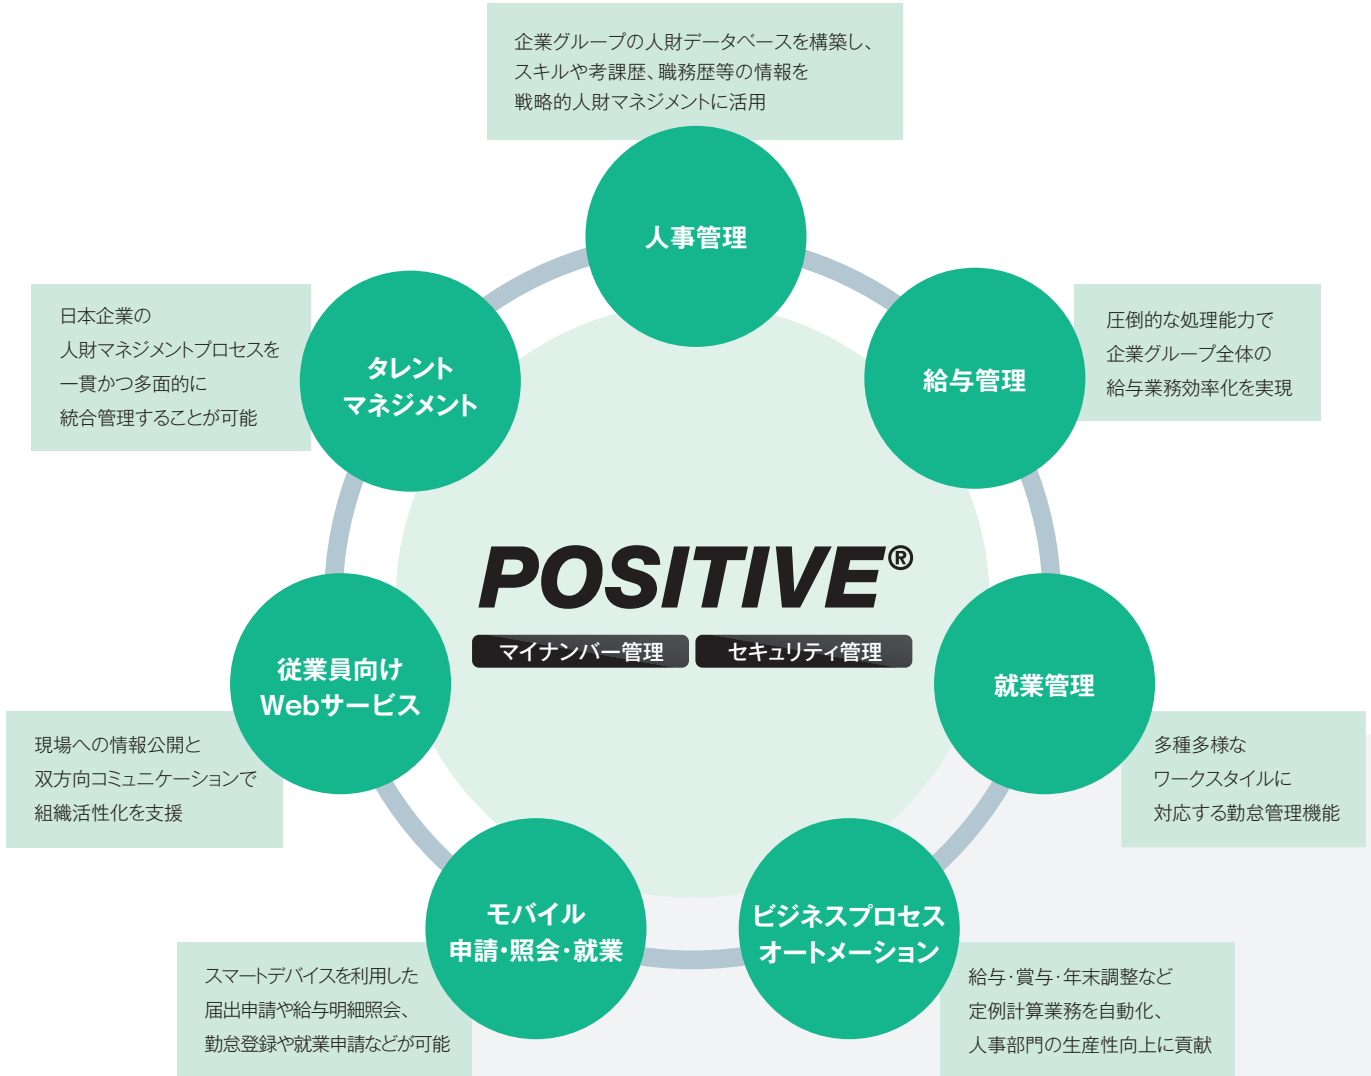 企業グループの人財データベースを構築し、
スキルや考課歴、職務歴等の情報を
戦略的人財マネジメントに活用
人事管理
日本企業の
人財マネジメントプロセスを
一貫かつ多面的に
統合管理することが可能
タレント
マネジメント
給与管理
圧倒的な処理能力で
企業グループ全体の
給与業務効率化を実現
POSITIVE®
マイナンバー管理
セキュリティ管理
従業員向け
Webサービス
現場への情報公開と
双方向コミュニケーションで
組織活性化を支援
就業管理
多種多様な
ワークスタイルに
対応する勤怠管理機能
モバイル
申請・照会・就業
スマートデバイスを利用した
届出申請や給与明細照会、
勤怠登録や就業申請などが可能
ビジネスプロセス
オートメーション
給与・賞与・年末調整など
定例計算業務を自動化、
人事部門の生産性向上に貢献